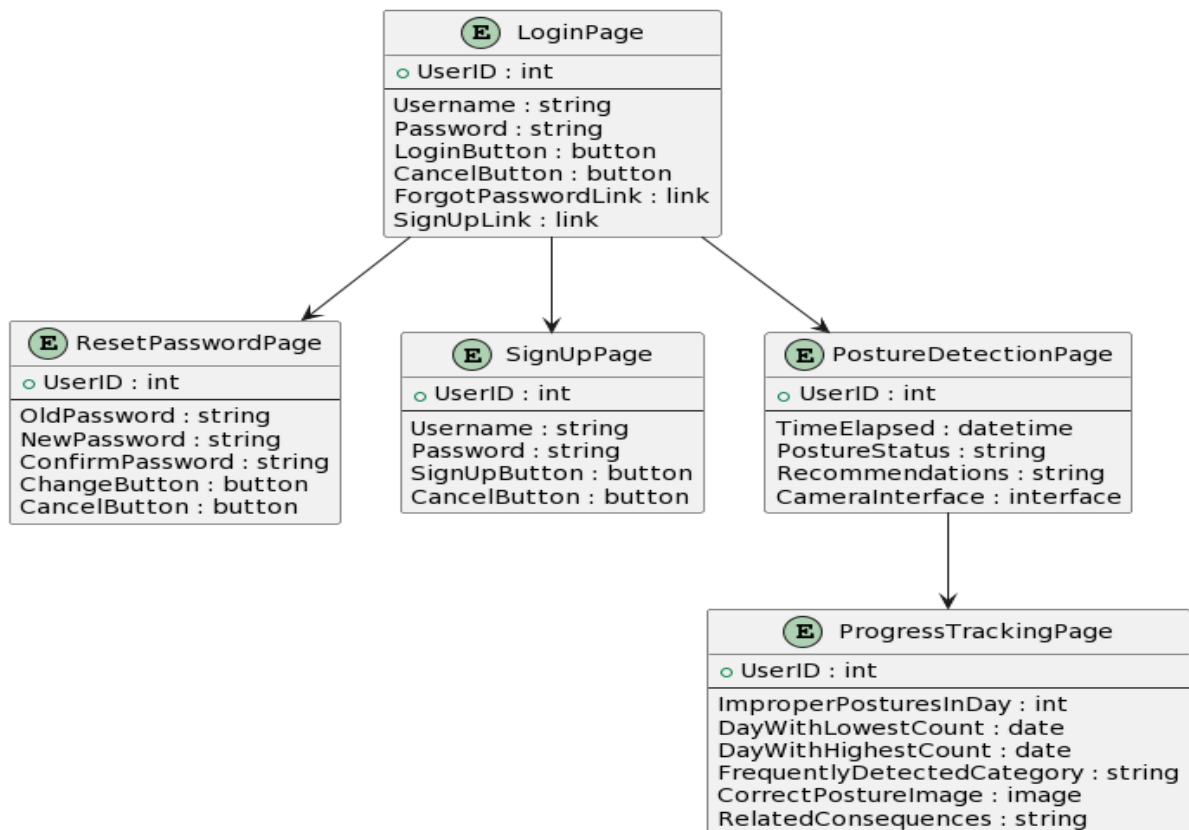 E LoginPage
UserID : int
Username : string
Password : string
LoginButton : button
CancelButton : button
ForgotPasswordLink : link
SignUpLink : link
E ResetPasswordPage
UserID : int
OldPassword : string
NewPassword : string
ConfirmPassword : string
ChangeButton : button
CancelButton : button
E SignUpPage
UserID : int
Username : string
Password : string
SignUpButton : button
CancelButton : button
E PostureDetectionPage
UserID : int
TimeElapsed : datetime
PostureStatus : string
Recommendations : string
CameraInterface : interface
E ProgressTrackingPage
UserID : int
ImproperPosturesInDay : int
DayWithLowestCount : date
DayWithHighestCount : date
FrequentlyDetectedCategory : string
CorrectPostureImage : image
RelatedConsequences : string